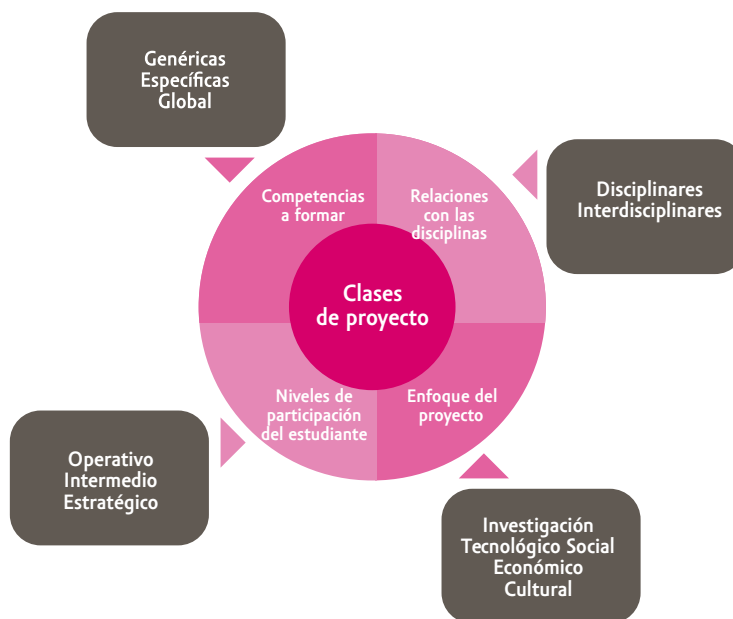 Genéricas
Específicas
Global
Competencias
a formar
Relaciones
con las
disciplinas
Disciplinares
Interdisciplinares
Clases
de proyecto
Niveles de
participación
del estudiante
Enfoque del
proyecto
Operativo
Intermedio
Estratégico
Investigación
Tecnológico Social
Económico
Cultural